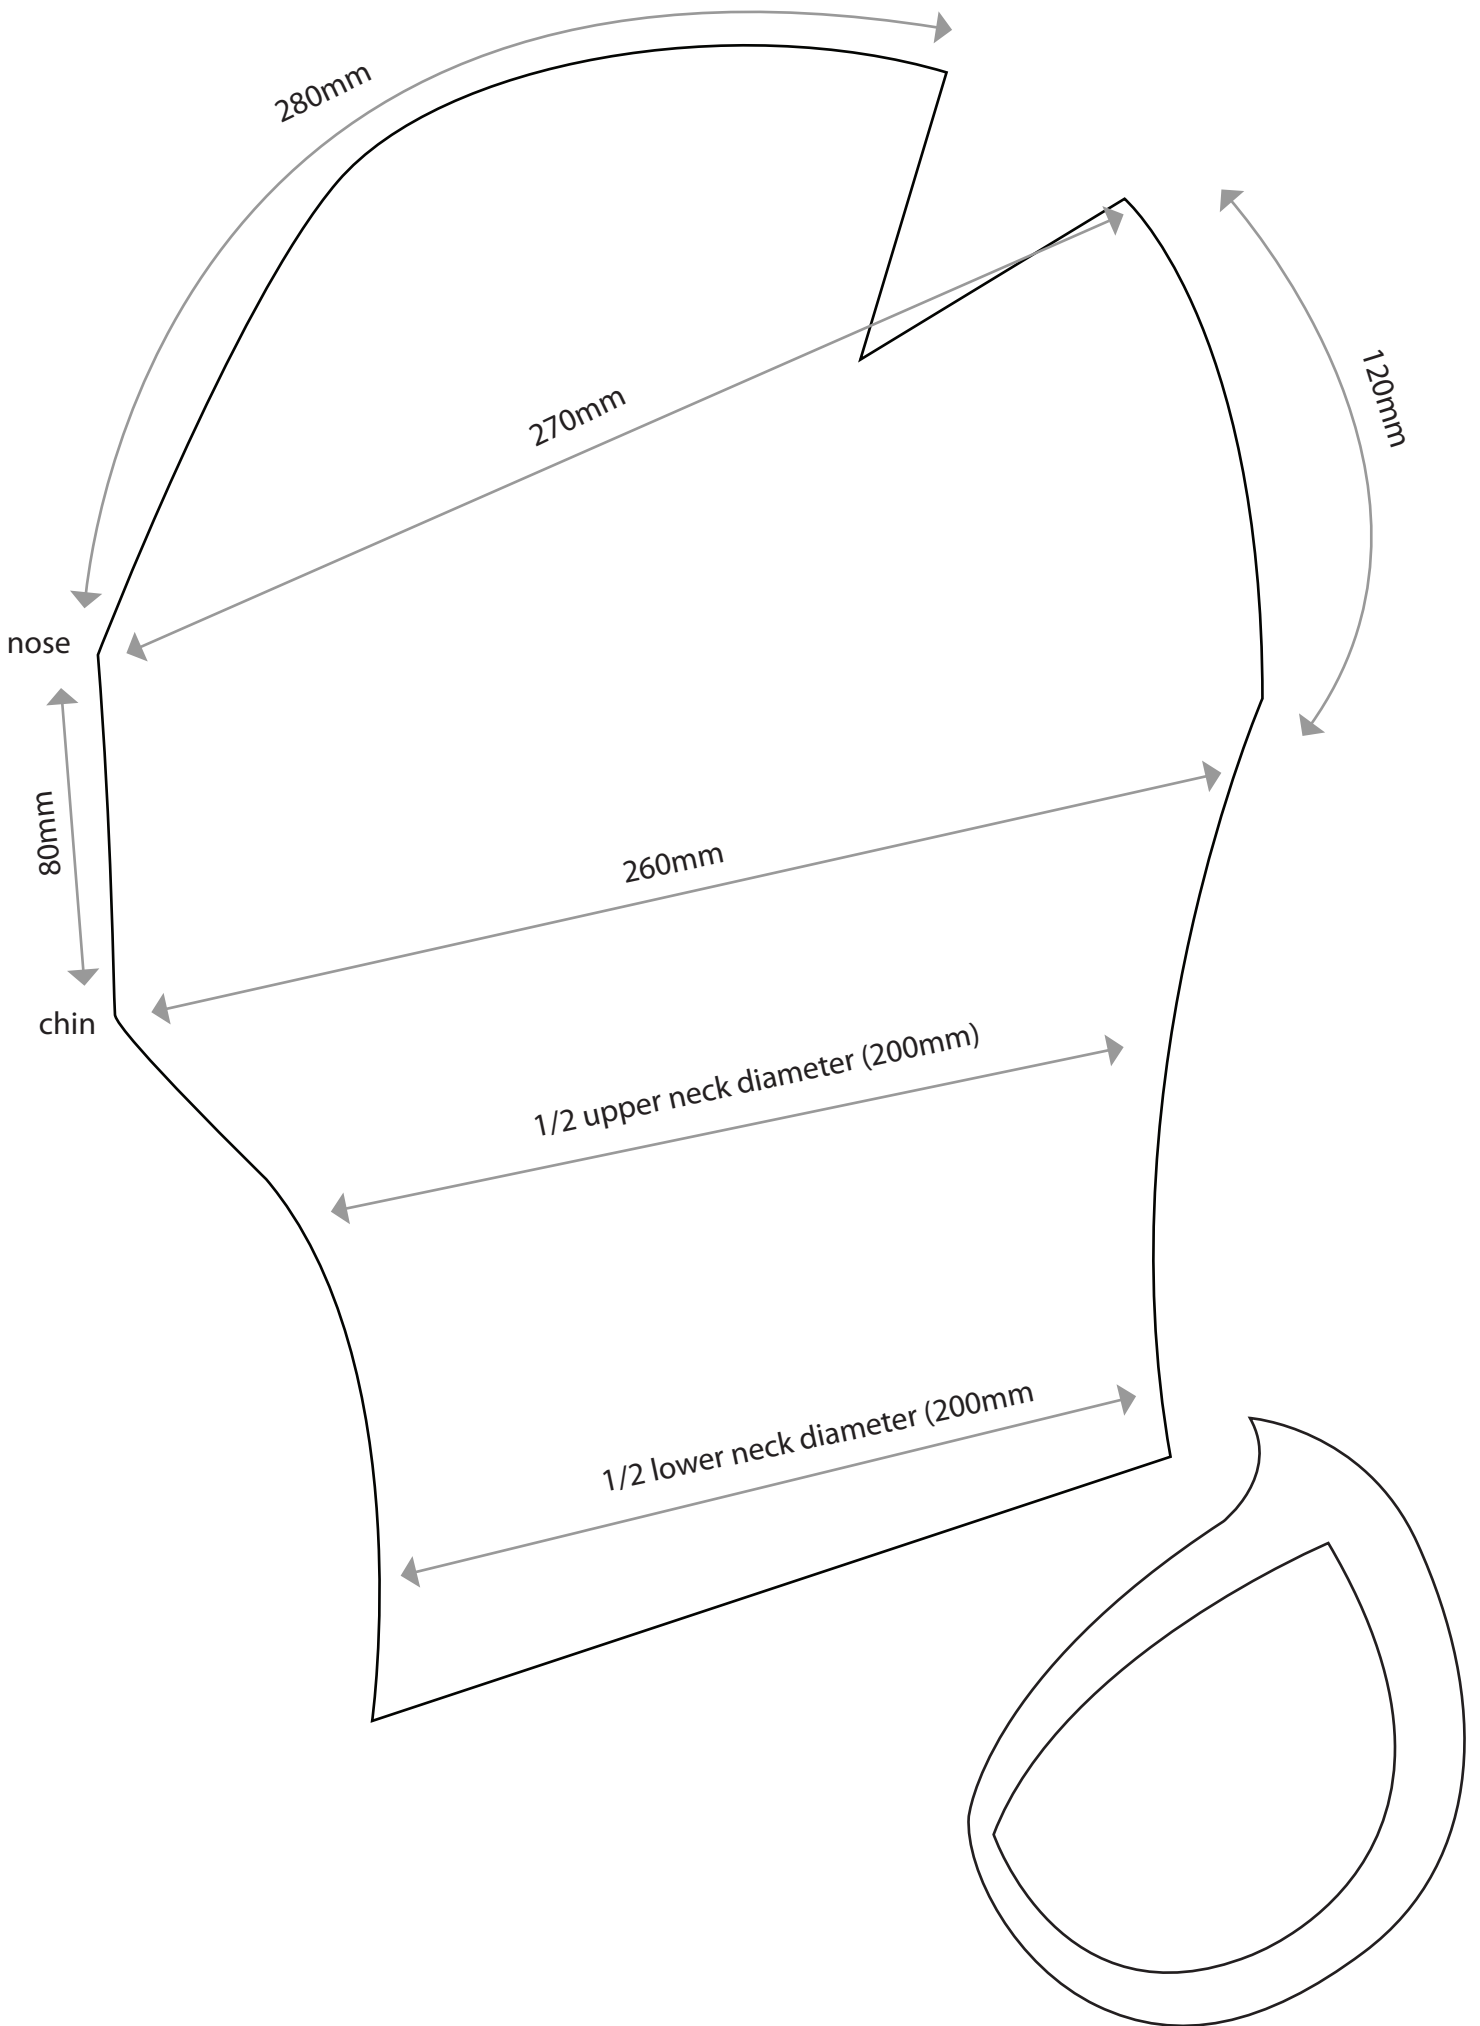 280mm
120mm
270mm
nose
80mm
260mm
chin
1/2 upper neck diameter (200mm)
1/2 lower neck diameter (200mm